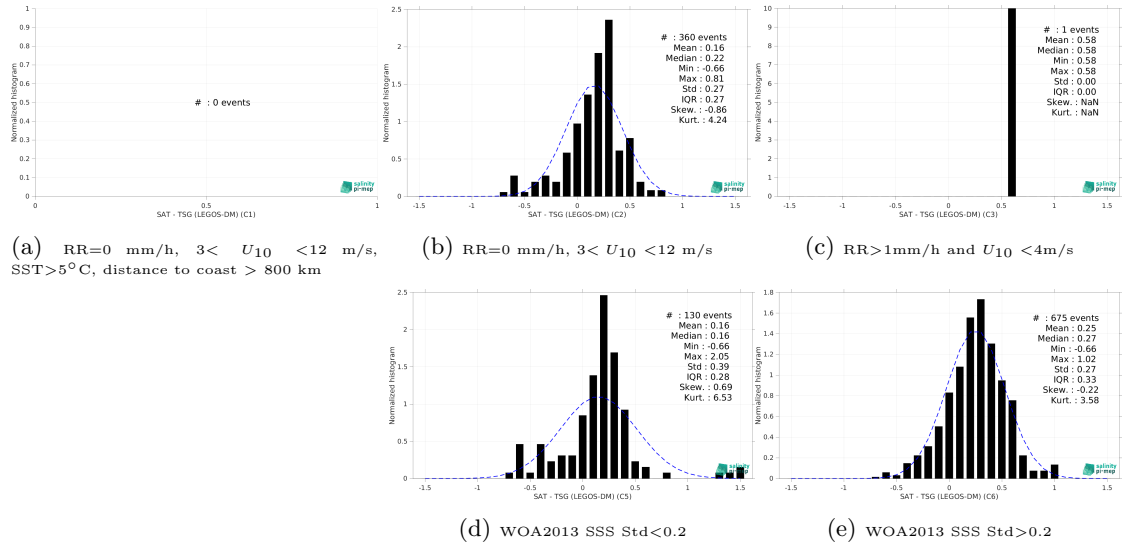 1
0.9
0.8
0.7
0.6
0.5
0.4
0.3
0.2
0.1
0
Normalized histogram
# : 0 events
salinity
pi-mep
0 0.5 1
SAT - TSG (LEGOS-DM) (C1)
(a) RR=0 mm/h, 3< U10 <12 m/s,
SST>5°C, distance to coast > 800 km
2.5
2
1.5
1
0.5
0
Normalized histogram
# : 360 events
Mean : 0.16
Median : 0.22
Min : -0.66
Max : 0.81
Std : 0.27
IQR : 0.27
Skew. : -0.86
Kurt. : 4.24
salinity
pi-mep
-1.5 -1 -0.5 0 0.5 1 1.5
SAT - TSG (LEGOS-DM) (C2)
(b) RR=0 mm/h, 3< U10 <12 m/s
10
9
8
7
6
5
4
3
2
1
0
Normalized histogram
# : 1 events
Mean : 0.58
Median : 0.58
Min : 0.58
Max : 0.58
Std : 0.00
IQR : 0.00
Skew. : NaN
Kurt. : NaN
salinity
pi-mep
-1.5 -1 -0.5 0 0.5 1 1.5
SAT - TSG (LEGOS-DM) (C3)
(c) RR>1mm/h and U10 <4m/s
2.5
2
1.5
1
0.5
0
Normalized histogram
# : 130 events
Mean : 0.16
Median : 0.16
Min : -0.66
Max : 2.05
Std : 0.39
IQR : 0.28
Skew. : 0.69
Kurt. : 6.53
salinity
pi-mep
-1.5 -1 -0.5 0 0.5 1 1.5
SAT - TSG (LEGOS-DM) (C5)
(d) WOA2013 SSS Std<0.2
1.8
1.6
1.4
1.2
1
0.8
0.6
0.4
0.2
0
Normalized histogram
# : 675 events
Mean : 0.25
Median : 0.27
Min : -0.66
Max : 1.02
Std : 0.27
IQR : 0.33
Skew. : -0.22
Kurt. : 3.58
salinity
pi-mep
-1.5 -1 -0.5 0 0.5 1 1.5
SAT - TSG (LEGOS-DM) (C6)
(e) WOA2013 SSS Std>0.2